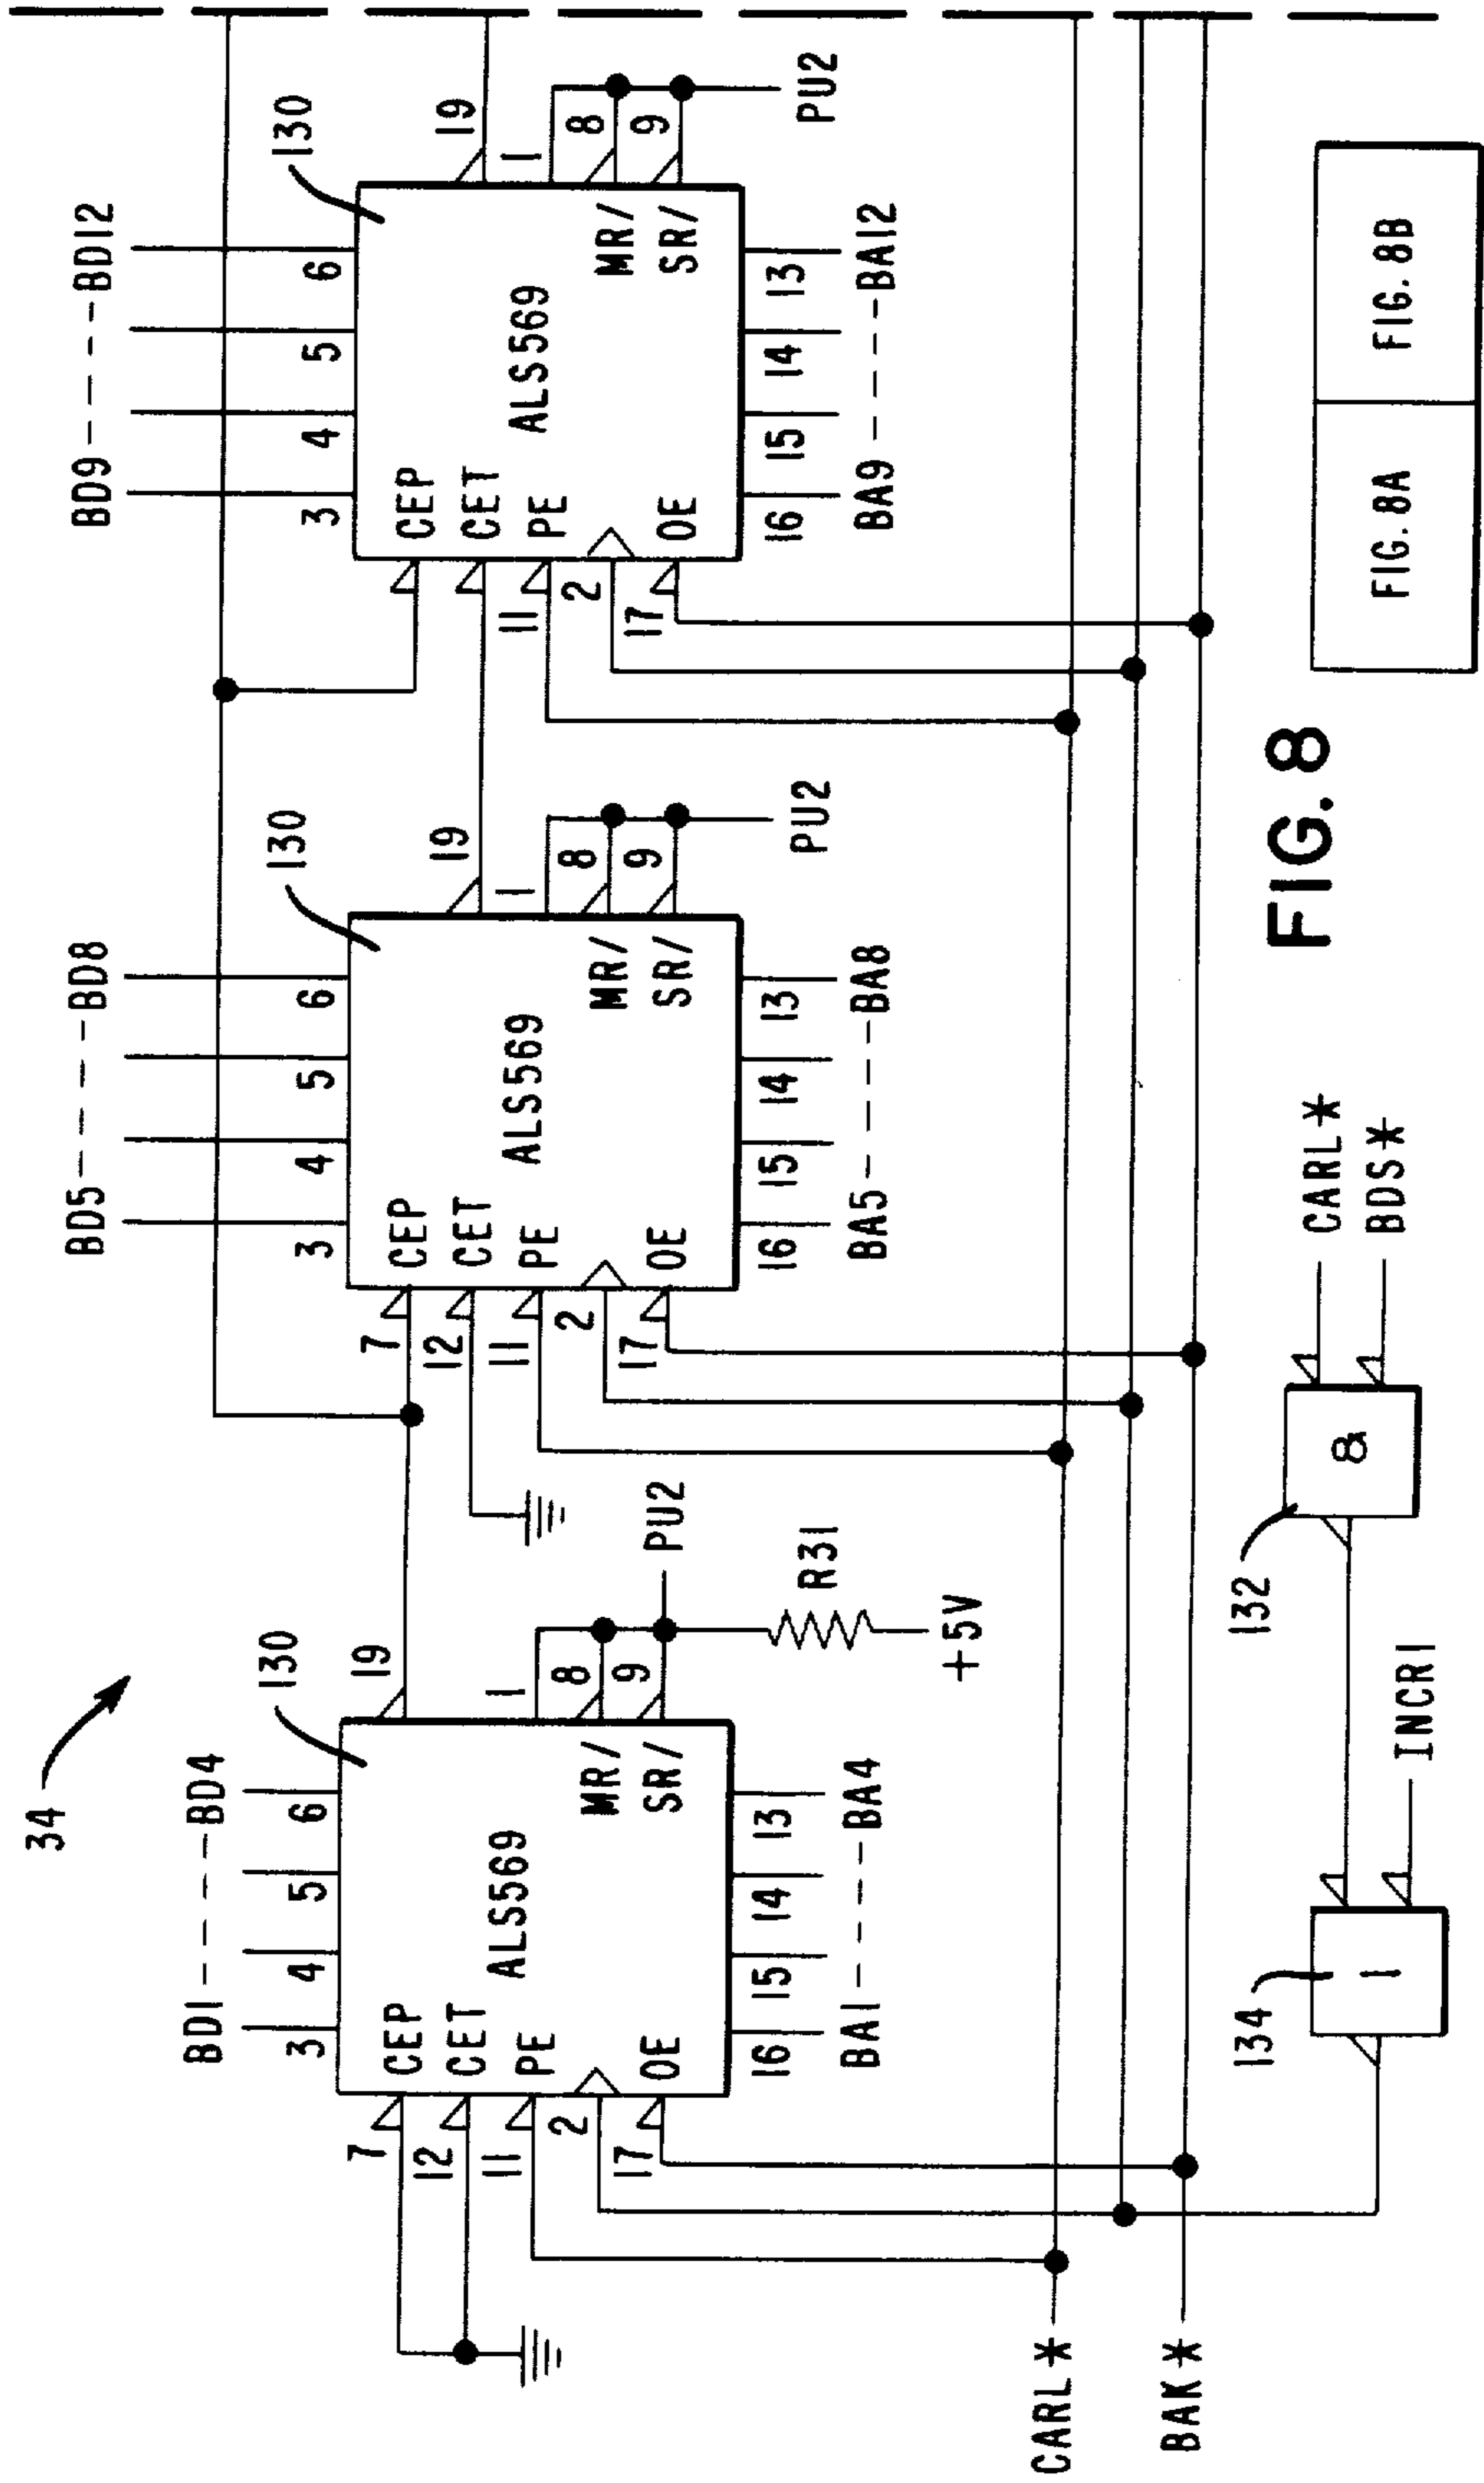 34
BD1-----BD4
BD5-----BD8
BD9-----BD12
3 4 5 6
3 4 5 6
3 4 5 6
130
130
130
7 CEP 19
7 CEP 19
CEP 19
12 CET
12 CET
CET
ALS569
ALS569
ALS569
11 PE 1
11 PE 1
11 PE 1
2 MR/ 8
2 MR/ 8
2 MR/ 8
17 OE SR/ 9
17 OE SR/ 9
17 OE SR/ 9
16 15 14 13
16 15 14 13
16 15 14 13
BA1-----BA4
BA5-----BA8
BA9-----BA12
PU2
PU2
PU2
R31
+5V
CARL*
BAK*
134
1
INCR1
132
&
CARL*
BDS*
FIG. 8
FIG. 8A
FIG. 8B